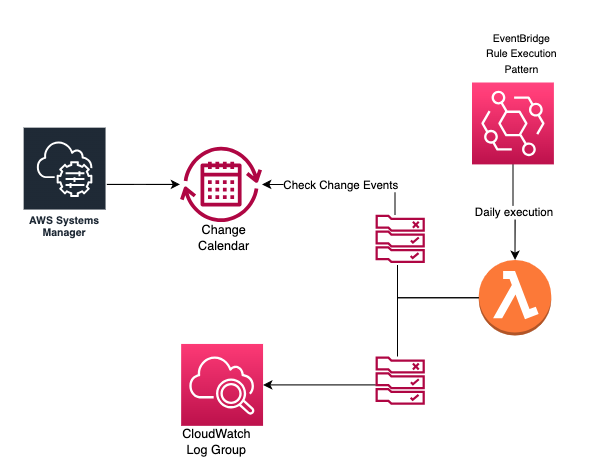 EventBridge
Rule Execution
Pattern
AWS Systems
Manager
Check Change Events
Change
Calendar
Daily execution
CloudWatch
Log Group